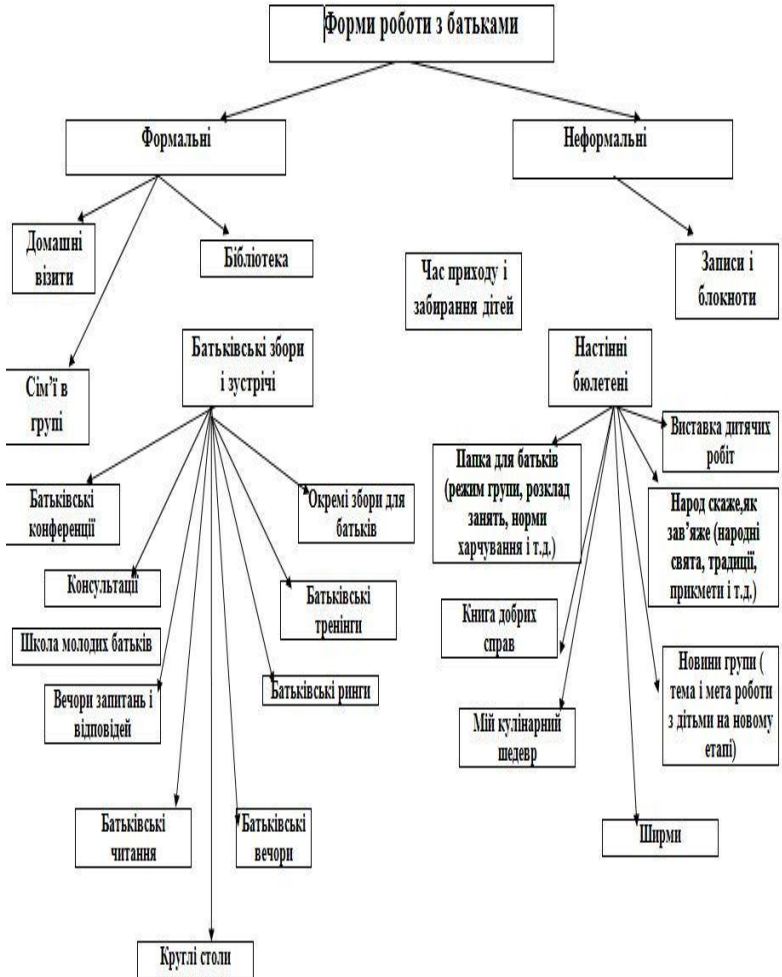 Форми роботи з батьками
Формальні
Неформальні
Домашні
візити
Бібліотека
Час приходу і
забирання дітей
Записи і
блокноти
Батьківські збори
і зустрічі
Настінні
бюлетені
Сім’ї в
групі
Виставка дитячих
робіт
Папка для батьків
(режим групи, розклад
занять, норми
харчування і т.д.)
Батьківські
конференції
Окремі збори для
батьків
Народ скаже,як
зав’яже (народні
свята, традиції,
прикмети і т.д.)
Консультації
Батьківські
тренінги
Книга добрих
справ
Школа молодих батьків
Новини групи (
тема і мета роботи
з дітьми на новому
етапі)
Вечори запитань і
відповідей
Батьківські ринги
Мій кулінарний
шедевр
Батьківські
читання
Батьківські
вечори
Ширми
Круглі столи